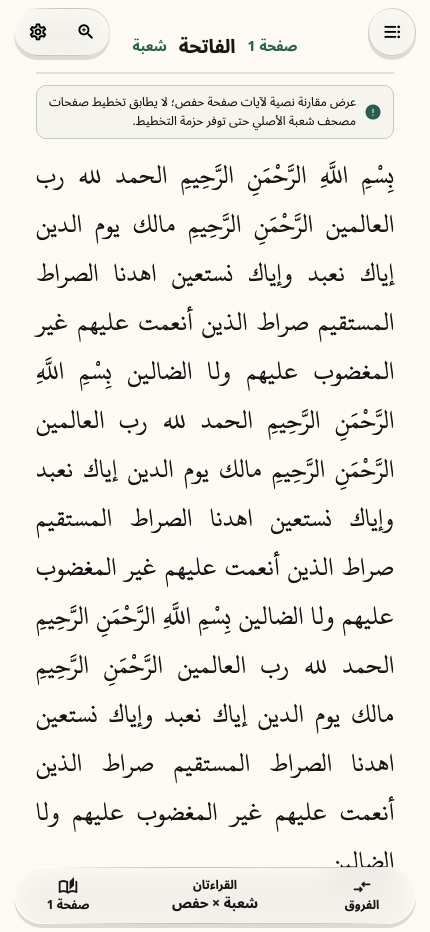 صفحة 1 الفاتحة شعبة
عرض مقارنة نصية لآيات صفحة حفص؛ لا يطابق تخطيط صفحات
مصحف شعبة الأصلي حتى توفر حزمة التخطيط.
بِسْمِ اللَّهِ الرَّحْمَنِ الرَّحِيمِ الحمد لله رب
العالمين الرَّحْمَنِ الرَّحِيمِ مالك يوم الدين
إياك نعبد وإياك نستعين اهدنا الصراط
المستقيم صراط الذين أنعمت عليهم غير
المغضوب عليهم ولا الضالين بِسْمِ اللَّهِ
الرَّحْمَنِ الرَّحِيمِ الحمد لله رب العالمين
الرَّحْمَنِ الرَّحِيمِ مالك يوم الدين إياك نعبد
وإياك نستعين اهدنا الصراط المستقيم
صراط الذين أنعمت عليهم غير المغضوب
عليهم ولا الضالين بِسْمِ اللَّهِ الرَّحْمَنِ الرَّحِيمِ
الحمد لله رب العالمين الرَّحْمَنِ الرَّحِيمِ
مالك يوم الدين إياك نعبد وإياك نستعين
اهدنا الصراط المستقيم صراط الذين
أنعمت عليهم غير المغضوب عليهم ولا
الضالين
الفروق
القراءتان
شعبة × حفص
صفحة 1